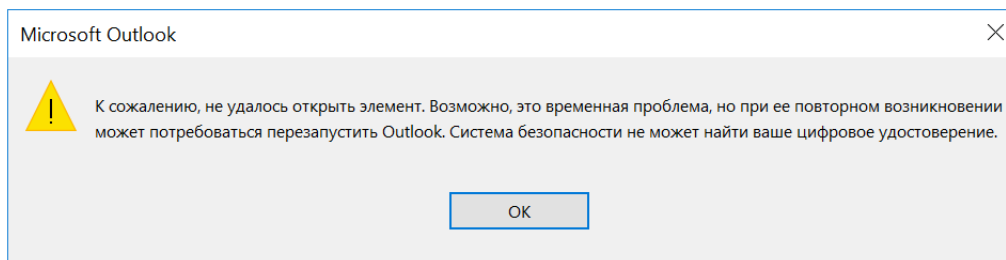 Microsoft Outlook
К сожалению, не удалось открыть элемент. Возможно, это временная проблема, но при ее повторном возникновении
может потребоваться перезапустить Outlook. Система безопасности не может найти ваше цифровое удостоверение.
ОК